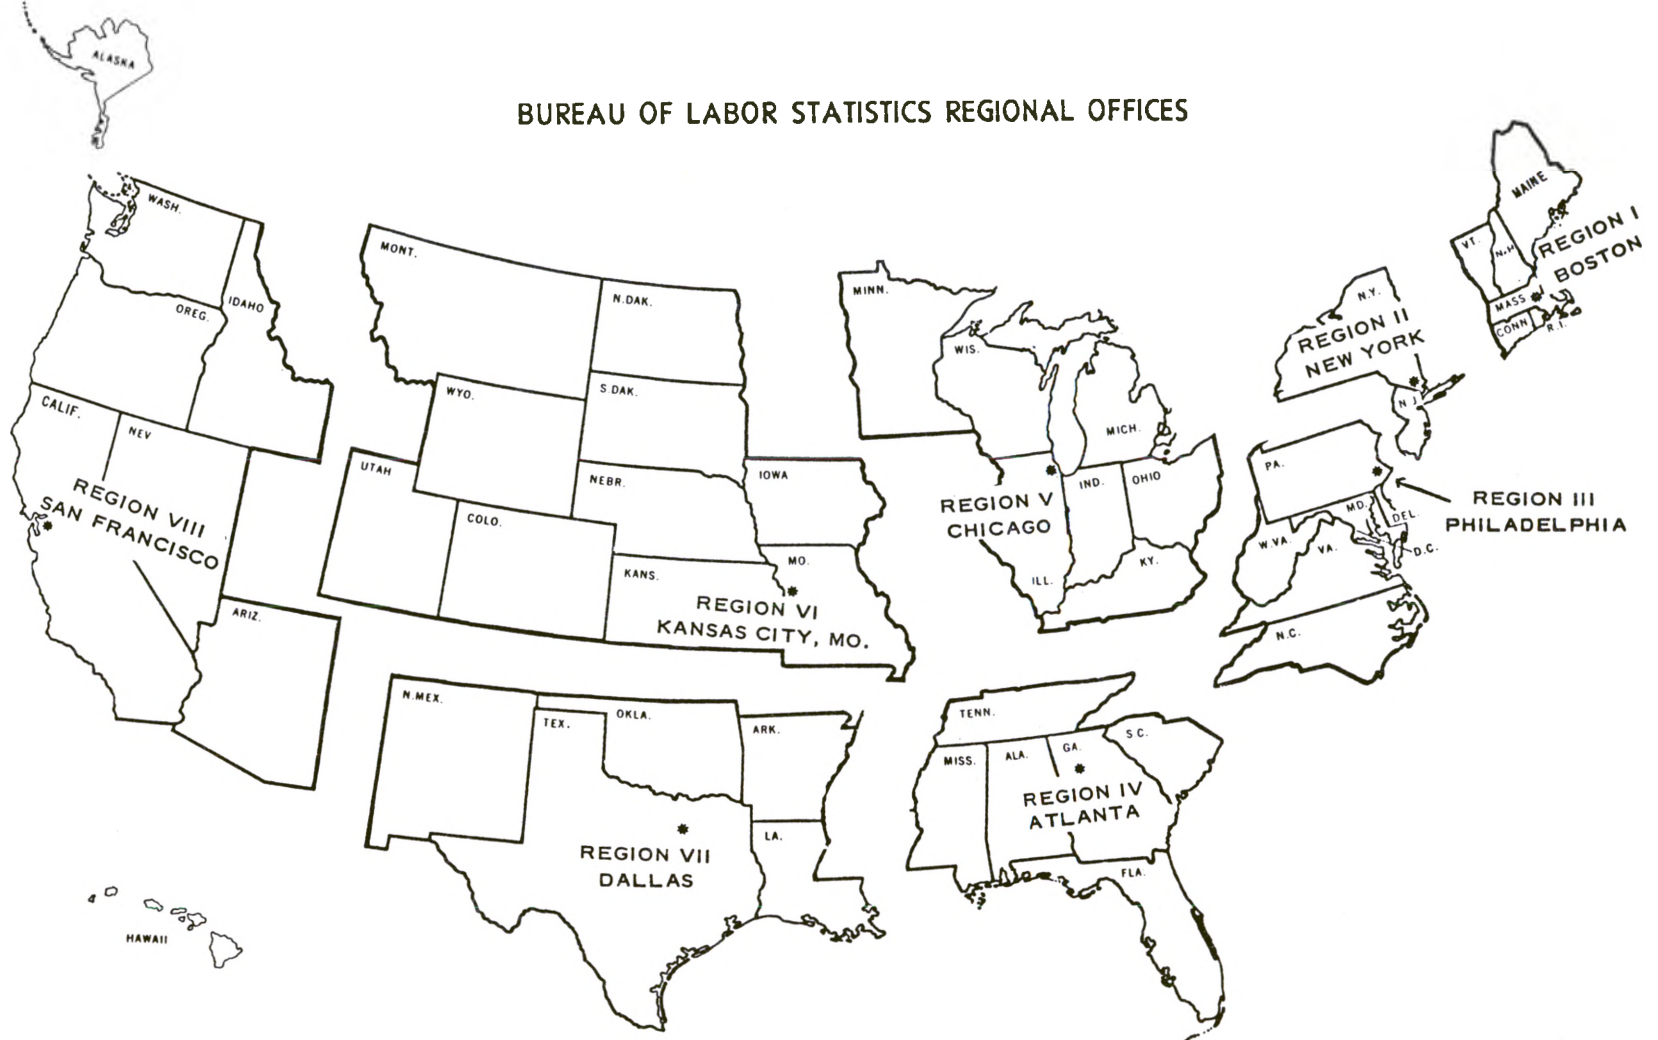 ALASKA
BUREAU OF LABOR STATISTICS REGIONAL OFFICES
WASH.
OREG.
IDAHO
CALIF.
NEV
REGION VIII
SAN FRANCISCO
ARIZ.
HAWAII
MONT.
N.DAK.
S.DAK.
WYO.
UTAH
COLO.
NEBR.
KANS.
IOWA
MO.
REGION VI
KANSAS CITY, MO.
N.MEX.
TEX.
OKLA.
ARK.
LA.
REGION VII
DALLAS
MINN.
WIS.
MICH.
IND.
OHIO
ILL.
KY.
REGION V
CHICAGO
TENN.
MISS.
ALA.
GA.
S.C.
FLA.
REGION IV
ATLANTA
MAINE
VT.
N.H
MASS
CONN
R.I.
REGION I
BOSTON
N.Y.
REGION II
NEW YORK
N J.
PA.
MD.
DEL.
D.C.
W.VA.
VA.
N.C.
REGION III
PHILADELPHIA